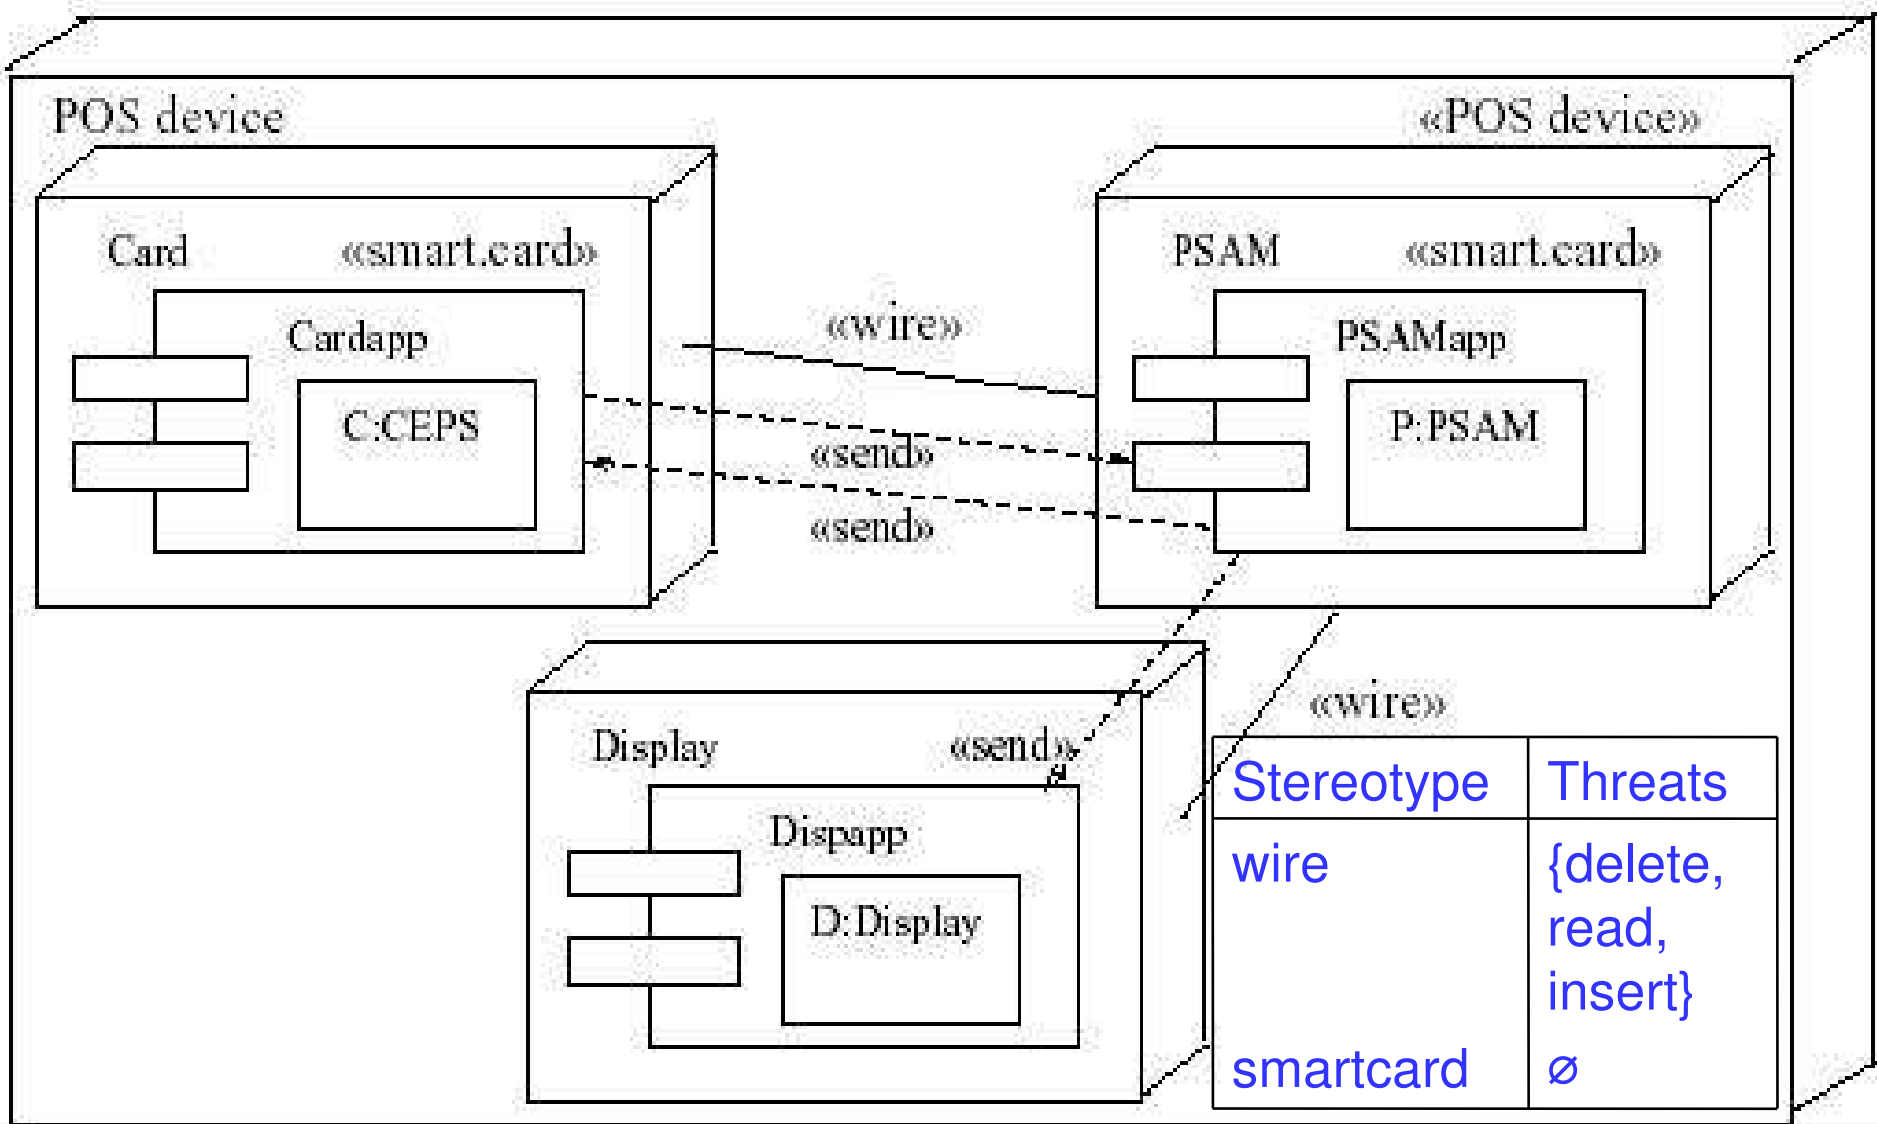 POS device
«POS device»
Card
«smart.card»
Cardapp
C:CEPS
«wire»
«send»
«send»
PSAM
«smart.card»
PSAMapp
P:PSAM
Display
«send»
Dispapp
D:Display
«wire»
Stereotype
Threats
wire
{delete,
read,
insert}
smartcard
∅